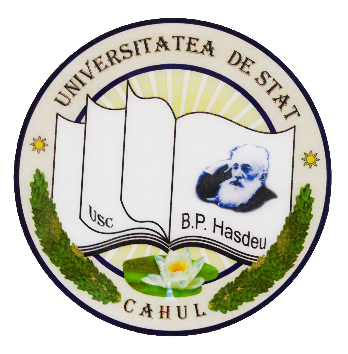 UNIVERSITATEA DE STAT
USC
B.P. Hasdeu
CAHUL